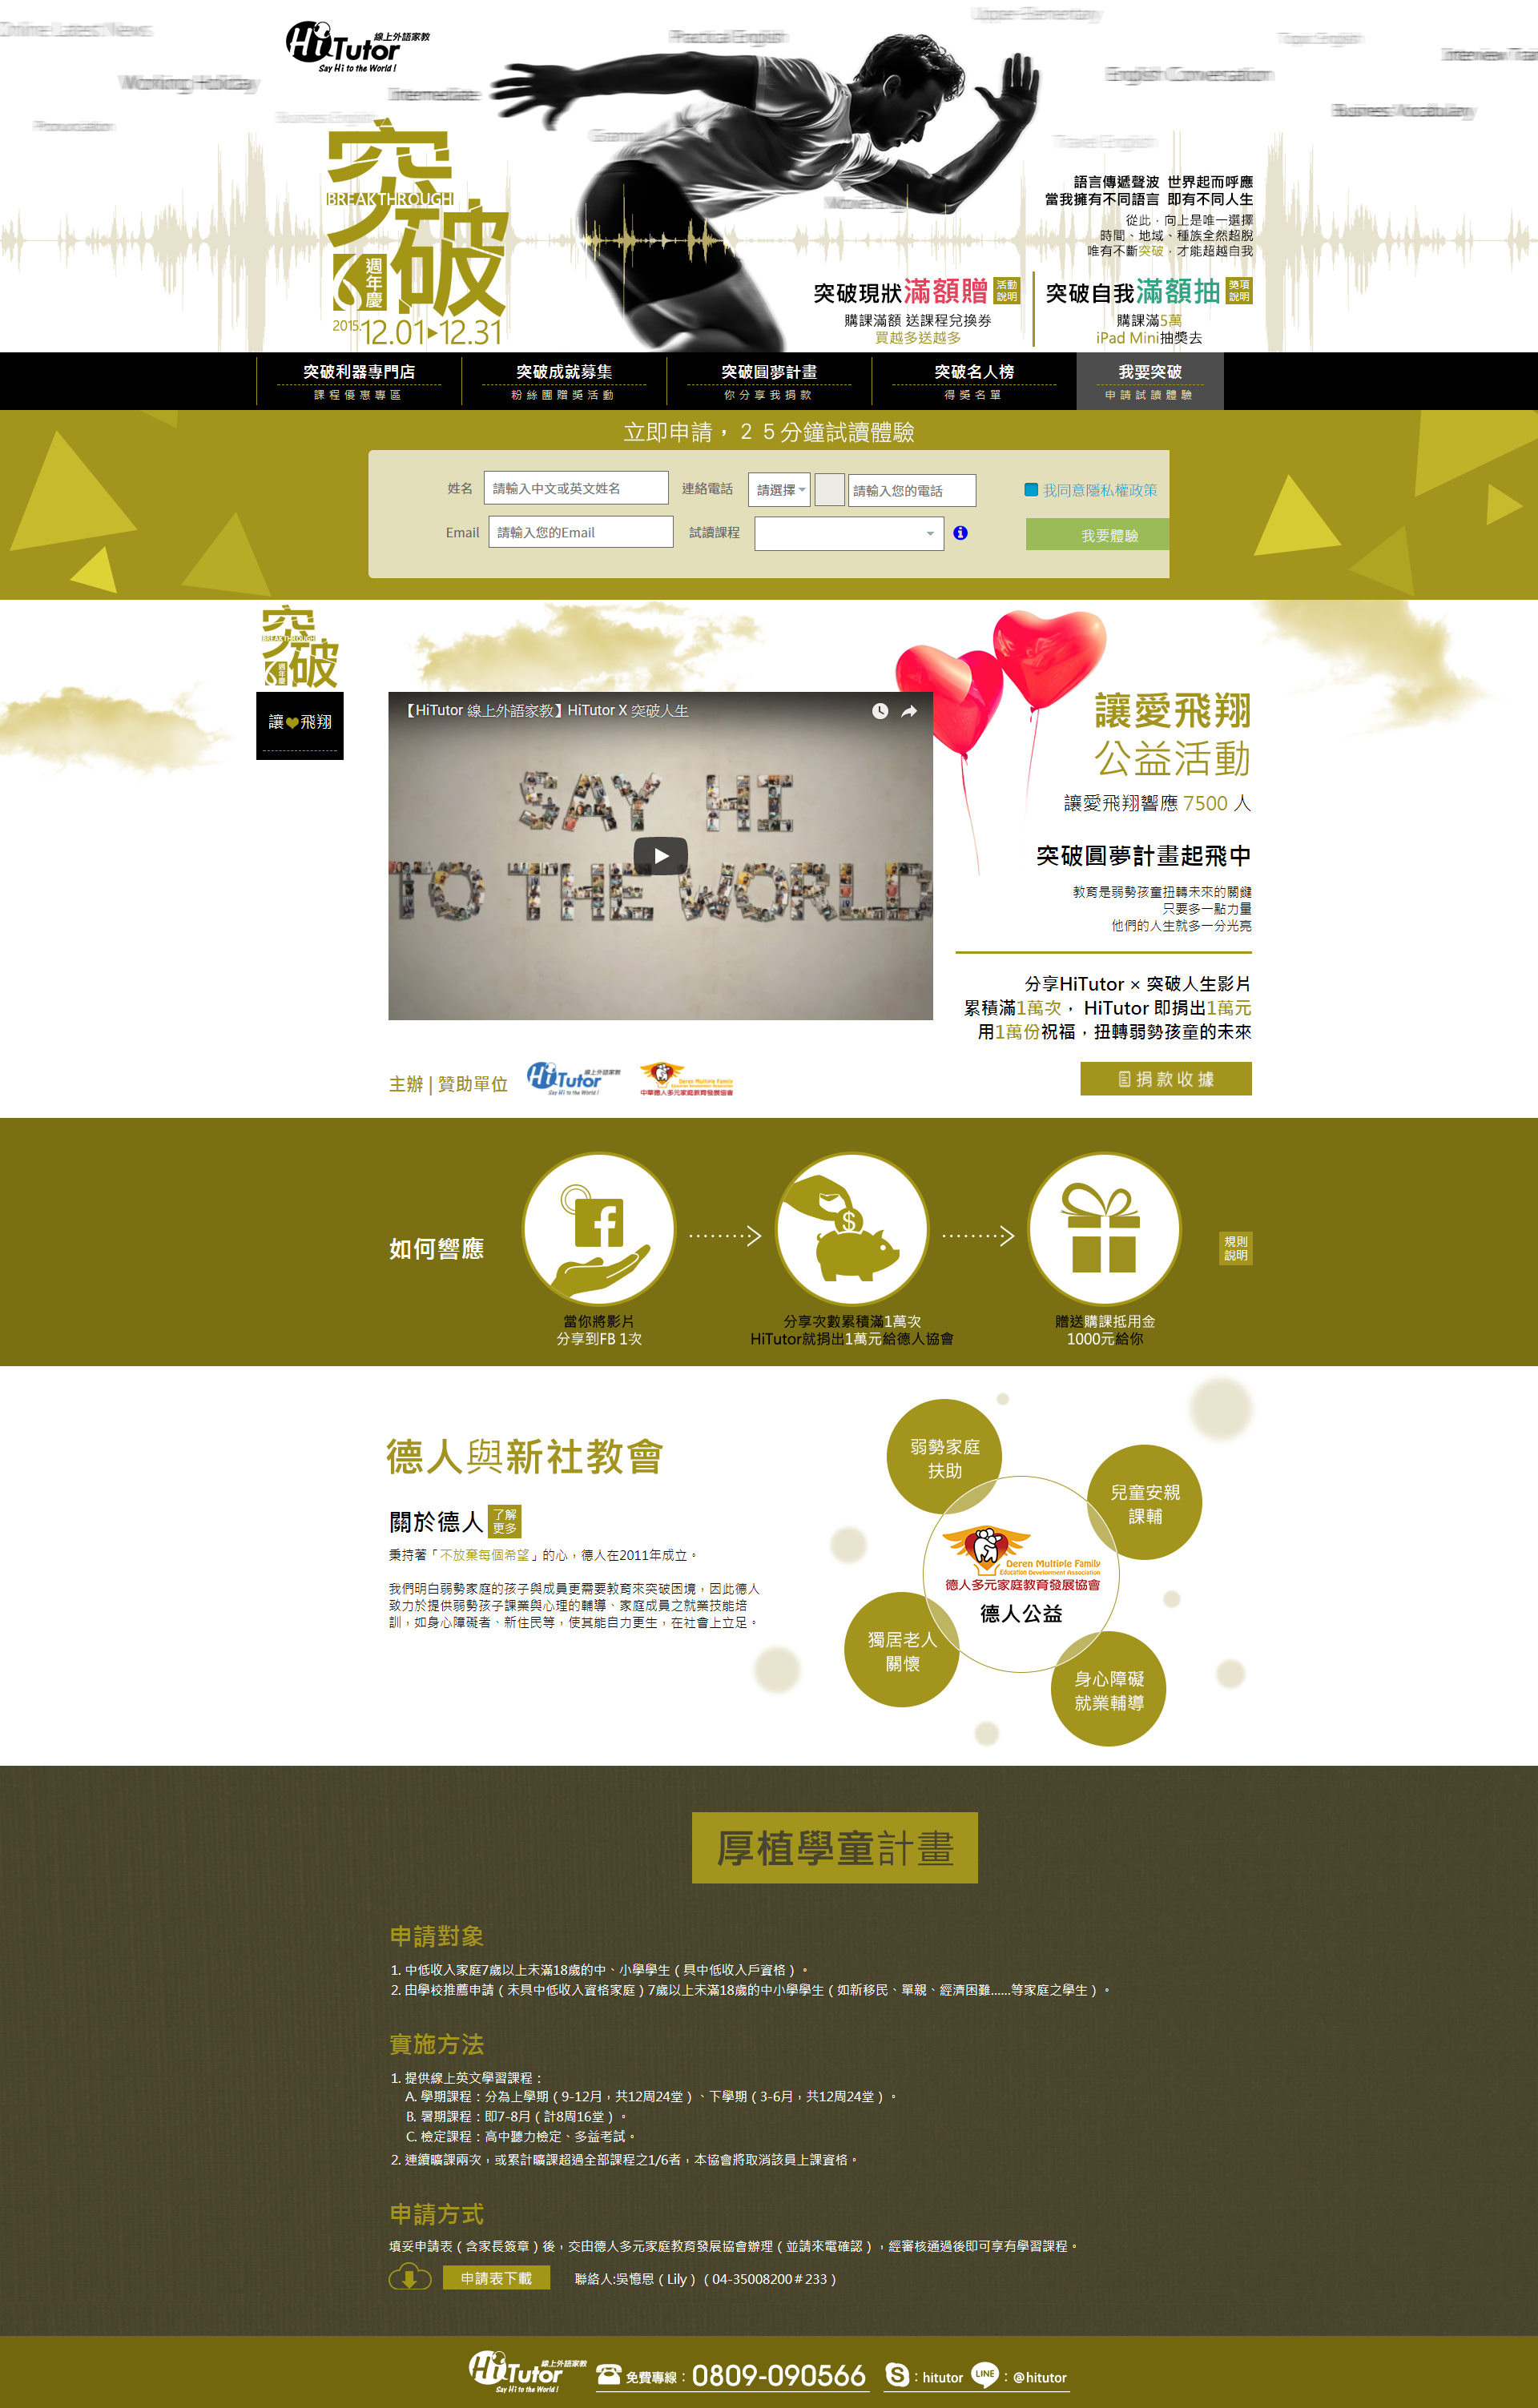 Online Latest News
Upper-Elementary
Practical English
Topic English
Interview Train
HiTutor 線上外語家教
Say Hi to the World !
Working Holiday
Intermediate
English Conversation
Business Vocabulary
Pronunciation
Travel English
突破
BREAKTHROUGH
6週年慶
2015.12.01▸12.31
語言傳遞聲波 世界起而呼應
當我擁有不同語言 即有不同人生
從此，向上是唯一選擇
時間、地域、種族全然超脫
唯有不斷突破，才能超越自我
突破現狀滿額贈 活動說明
購課滿額 送課程兌換券
買越多送越多
突破自我滿額抽 獎項說明
購課滿5萬
iPad Mini抽獎去
突破利器專門店
課程優惠專區
突破成就募集
粉絲團贈獎活動
突破圓夢計畫
你分享我捐款
突破名人榜
得獎名單
我要突破
申請試讀體驗
立即申請，２５分鐘試讀體驗
姓名 請輸入中文或英文姓名 連絡電話 請選擇 請輸入您的電話 我同意隱私權政策
Email 請輸入您的Email 試讀課程 我要體驗
突破
BREAKTHROUGH
6週年慶
讓❤飛翔
【HiTutor 線上外語家教】HiTutor X 突破人生
SAY HI
TO THE WORLD
讓愛飛翔
公益活動
讓愛飛翔響應 7500 人
突破圓夢計畫起飛中
教育是弱勢孩童扭轉未來的關鍵
只要多一點力量
他們的人生就多一分光亮
分享HiTutor × 突破人生影片
累積滿1萬次， HiTutor 即捐出1萬元
用1萬份祝福，扭轉弱勢孩童的未來
主辦 | 贊助單位
HiTutor 線上外語家教
Say Hi to the World !
Deren Multiple Family
Education Development Association
中華德人多元家庭教育發展協會
捐款收據
如何響應
規則
說明
當你將影片
分享到FB 1次
分享次數累積滿1萬次
HiTutor就捐出1萬元給德人協會
贈送購課抵用金
1000元給你
德人與新社教會
關於德人 了解更多
秉持著「不放棄每個希望」的心，德人在2011年成立。
我們明白弱勢家庭的孩子與成員更需要教育來突破困境，因此德人
致力於提供弱勢孩子課業與心理的輔導、家庭成員之就業技能培
訓，如身心障礙者、新住民等，使其能自力更生，在社會上立足。
弱勢家庭
扶助
兒童安親
課輔
Deren Multiple Family
Education Development Association
德人多元家庭教育發展協會
德人公益
獨居老人
關懷
身心障礙
就業輔導
厚植學童計畫
申請對象
1. 中低收入家庭7歲以上未滿18歲的中、小學學生（具中低收入戶資格）。
2. 由學校推薦申請（未具中低收入資格家庭）7歲以上未滿18歲的中小學學生（如新移民、單親、經濟困難......等家庭之學生）。
實施方法
1. 提供線上英文學習課程：
A. 學期課程：分為上學期（9-12月，共12周24堂）、下學期（3-6月，共12周24堂）。
B. 暑期課程：即7-8月（計8周16堂）。
C. 檢定課程：高中聽力檢定、多益考試。
2. 連續曠課兩次，或累計曠課超過全部課程之1/6者，本協會將取消該員上課資格。
申請方式
填妥申請表（含家長簽章）後，交由德人多元家庭教育發展協會辦理（並請來電確認），經審核通過後即可享有學習課程。
申請表下載 聯絡人:吳憶恩（Lily）（04-35008200＃233）
HiTutor 線上外語家教
Say Hi to the World !
免費專線：0809-090566
：hitutor LINE：@hitutor